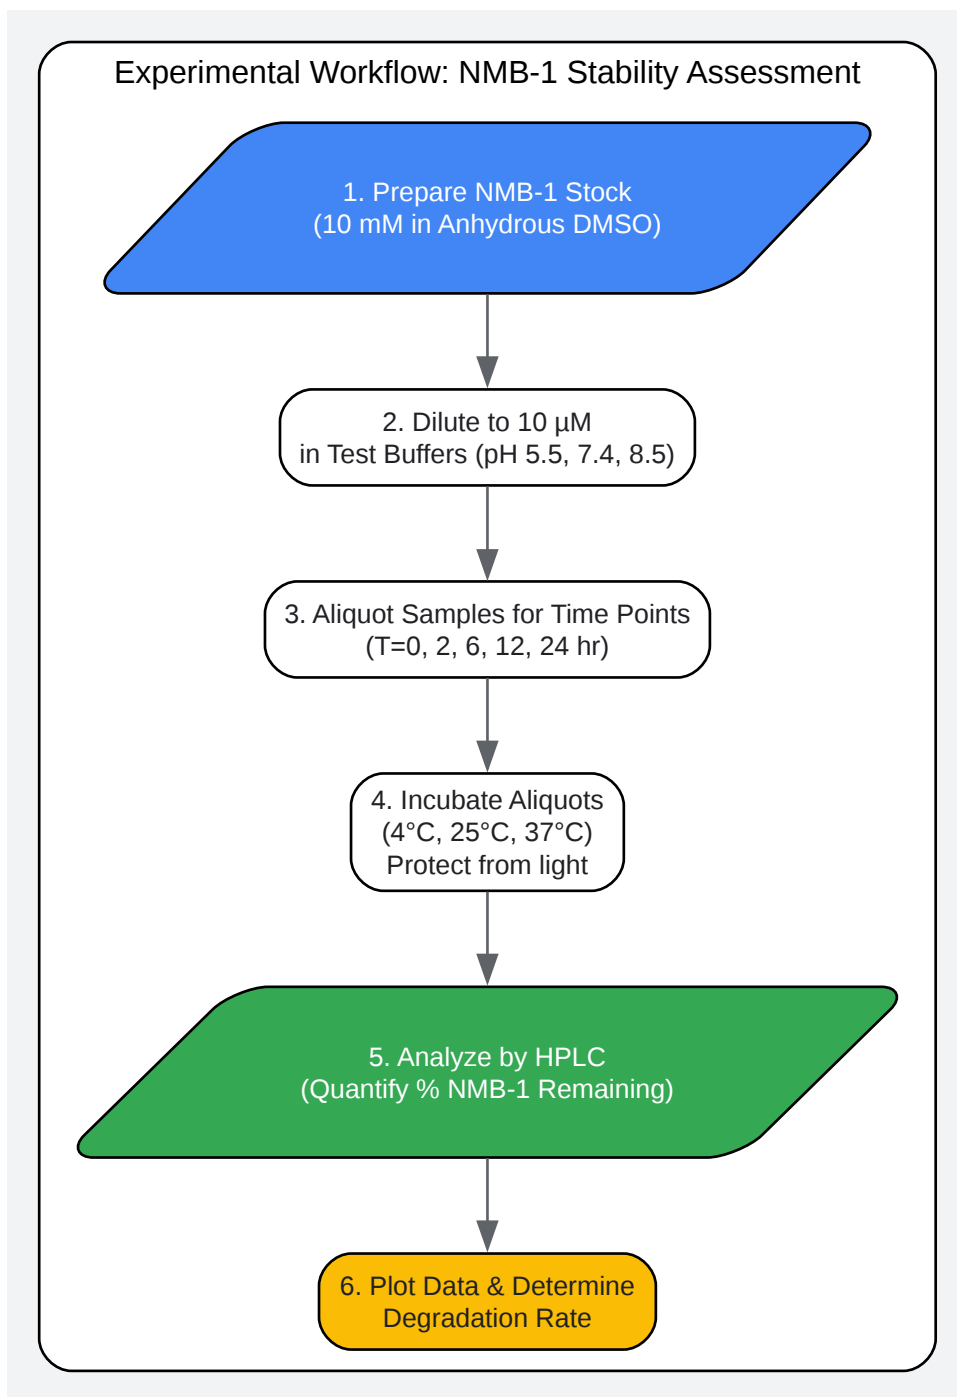 Experimental Workflow: NMB-1 Stability Assessment
1. Prepare NMB-1 Stock
(10 mM in Anhydrous DMSO)
2. Dilute to 10 µM
in Test Buffers (pH 5.5, 7.4, 8.5)
3. Aliquot Samples for Time Points
(T=0, 2, 6, 12, 24 hr)
4. Incubate Aliquots
(4°C, 25°C, 37°C)
Protect from light
5. Analyze by HPLC
(Quantify % NMB-1 Remaining)
6. Plot Data & Determine
Degradation Rate